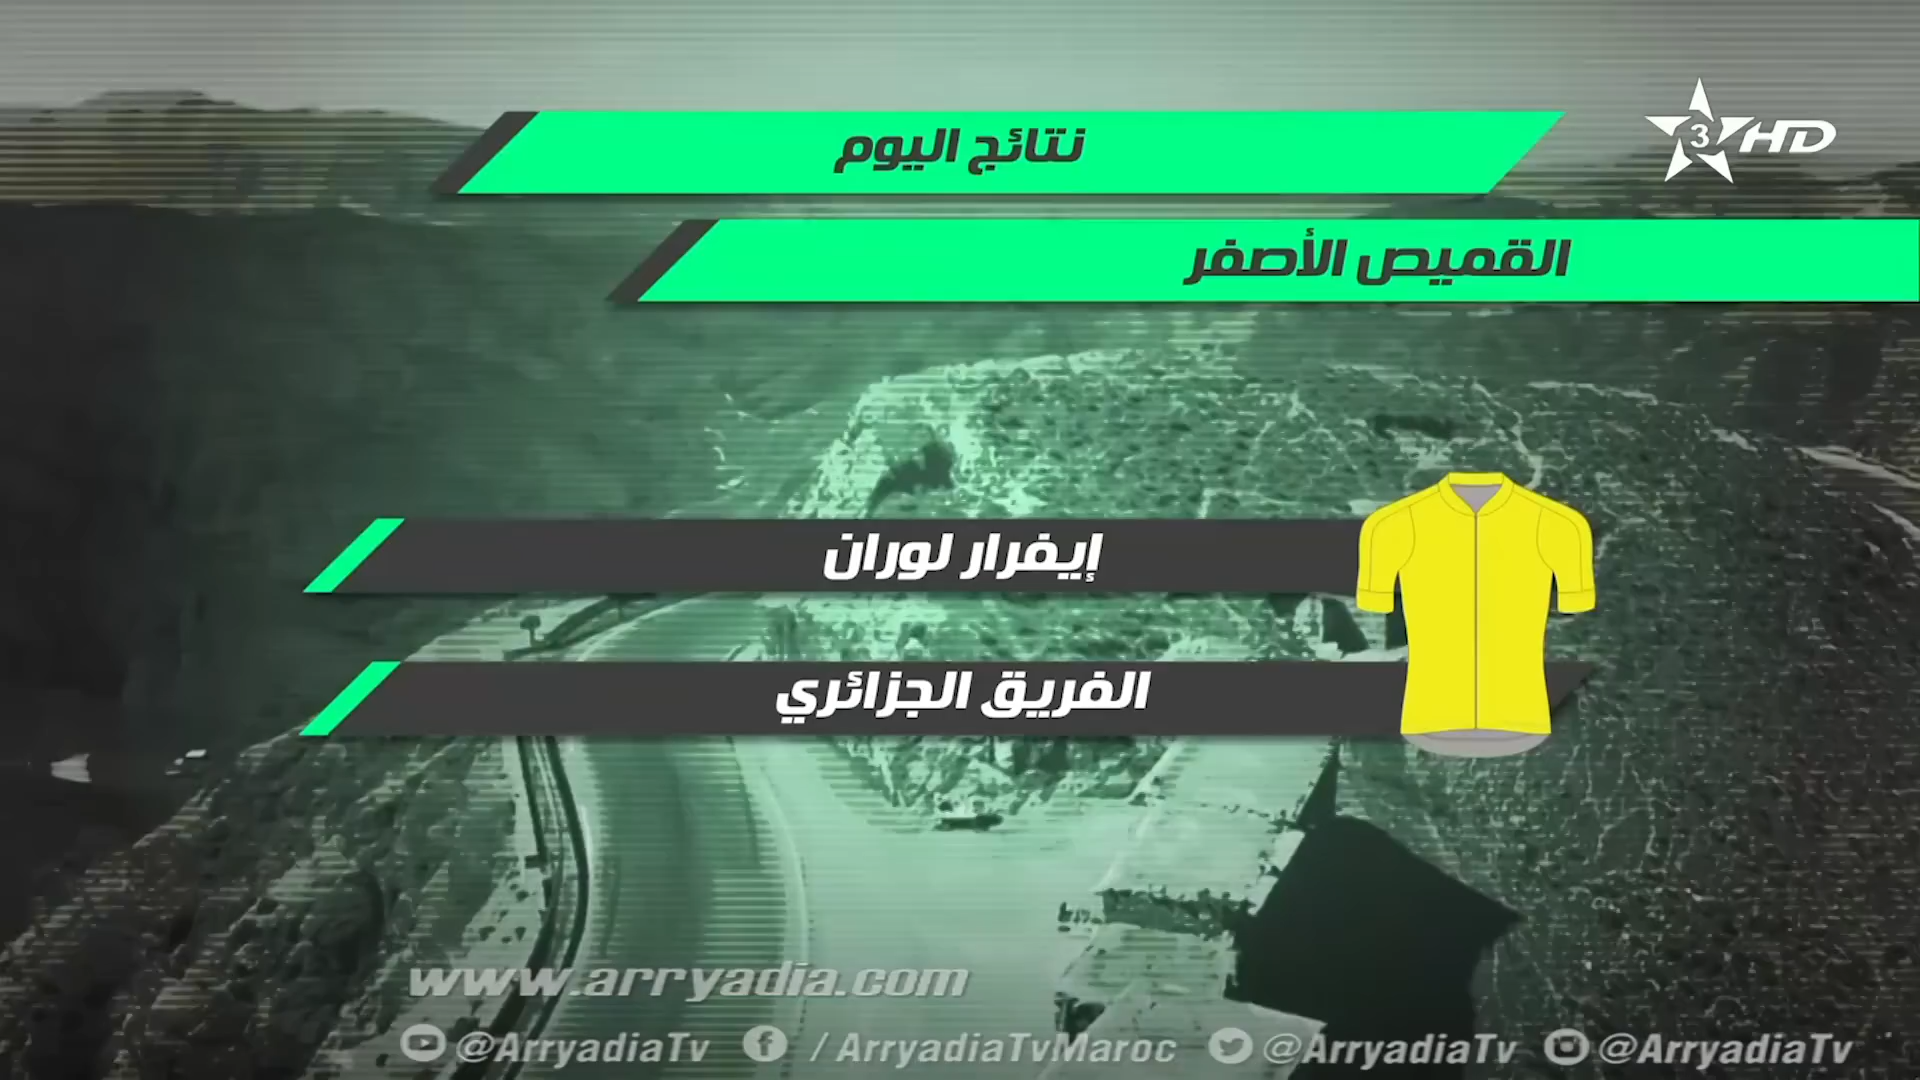 3 HD
نتائج اليوم
القميص الأصفر
إيفرار لوران
الفريق الجزائري
www.arryadia.com
@ArryadiaTv / ArryadiaTvMaroc @ArryadiaTv @ArryadiaTv